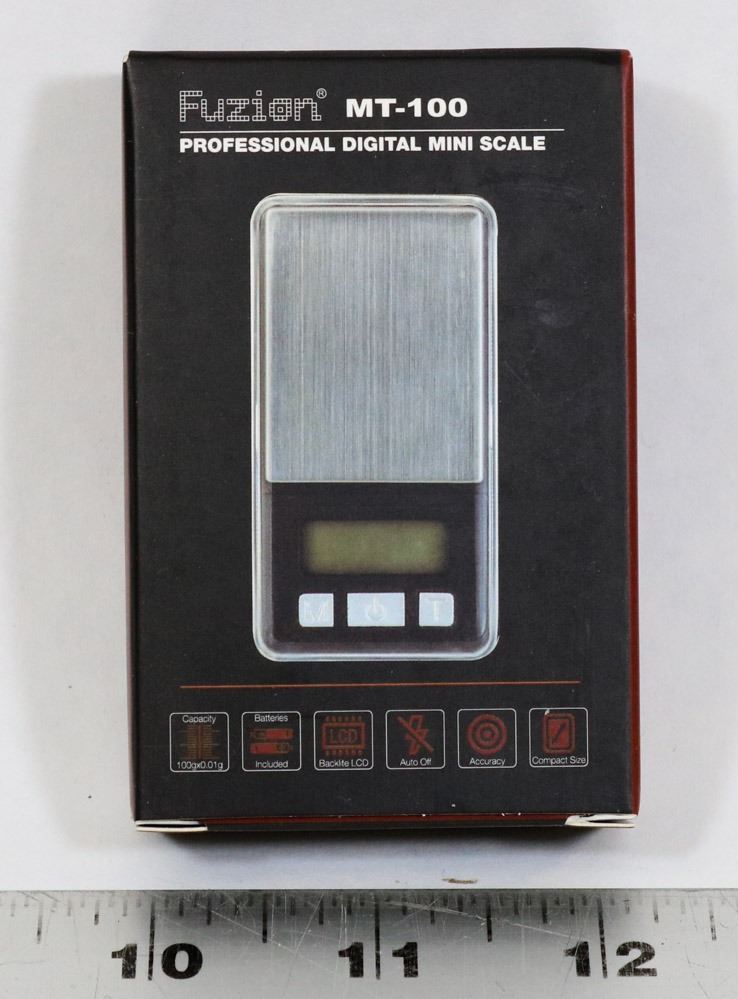 Fuzion® MT-100
PROFESSIONAL DIGITAL MINI SCALE
M T
Capacity Batteries
LCD
100gx0.01g Included Backlite LCD Auto Off Accuracy Compact Size
10 11 12